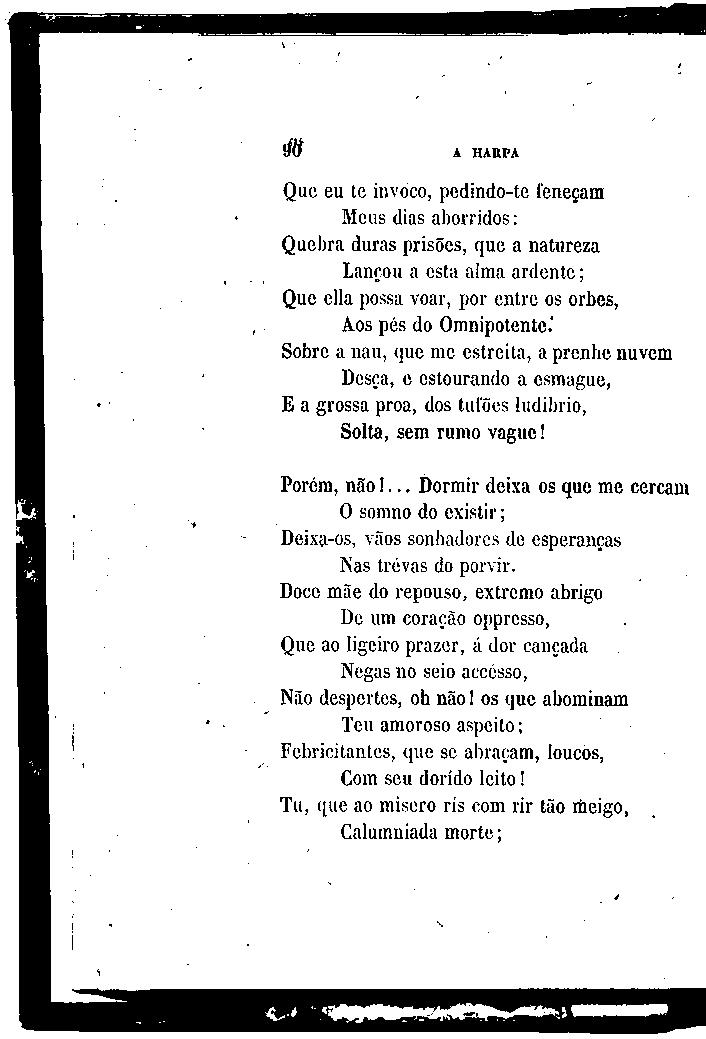 A HARPA
Que eu te invoco, pedindo-te feneçam
Meus dias aborridos:
Quebra duras prisões, que a natureza
Lançou a esta alma ardente;
Que ella possa voar, por entre os orbes,
Aos pés do Omnipotente.
Sobre a nau, que me estreita, a prenhe nuvem
Desça, e estourando a esmague,
E a grossa proa, dos tufões ludibrio,
Solta, sem rumo vague!
Porém, não!... Dormir deixa os que me cercam
O somno do existir;
Deixa-os, vãos sonhadores de esperanças
Nas trévas do porvir.
Doce mãe do repouso, extremo abrigo
De um coração oppresso,
Que ao ligeiro prazer, á dor cançada
Negas no seio accésso,
Não despertes, oh não! os que abominam
Teu amoroso aspeito;
Febricitantes, que se abraçam, loucos,
Com seu dorído leito!
Tu, que ao misero ris com rir tão meigo,
Calumniada morte;